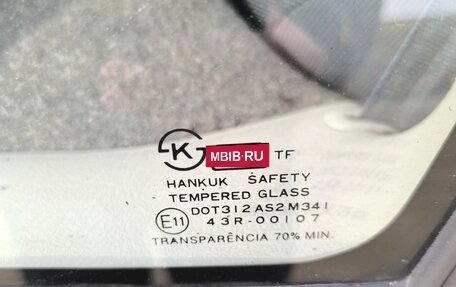 K MBIB.RU TF
HANKUK SAFETY
TEMPERED GLASS
DOT312AS2M341
E11 43R-00107
TRANSPARÊNCIA 70% MIN.